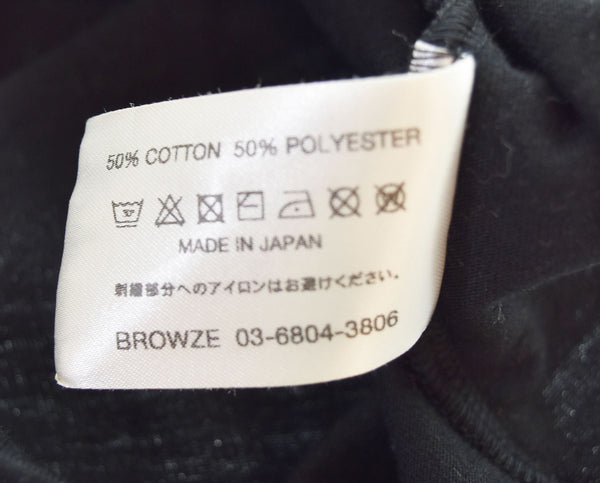 50% COTTON 50% POLYESTER
30°
MADE IN JAPAN
刺繍部分へのアイロンはお避けください。
BROWZE 03-6804-3806